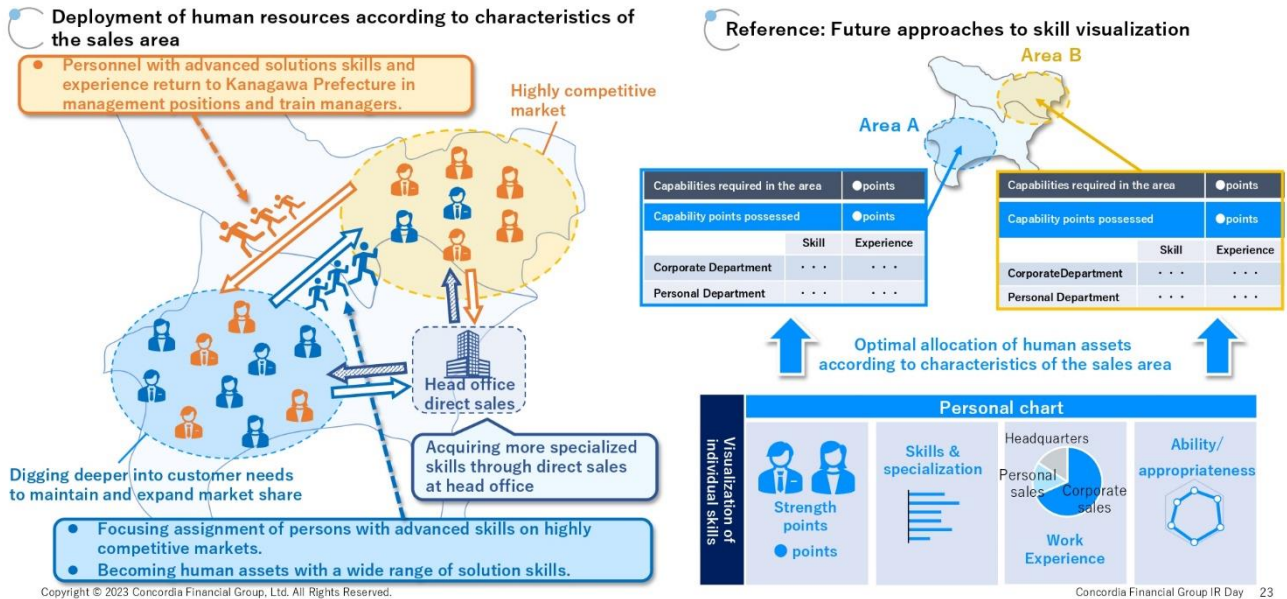 Deployment of human resources according to characteristics of
the sales area
● Personnel with advanced solutions skills and
experience return to Kanagawa Prefecture in
management positions and train managers.
Highly competitive
market
Head office
direct sales
Acquiring more specialized
skills through direct sales
at head office
Digging deeper into customer needs
to maintain and expand market share
● Focusing assignment of persons with advanced skills on highly
competitive markets.
● Becoming human assets with a wide range of solution skills.
Copyright © 2023 Concordia Financial Group, Ltd. All Rights Reserved.
Reference: Future approaches to skill visualization
Area B
Area A
Capabilities required in the area ●points
Capability points possessed ●points
Skill Experience
Corporate Department ・・・ ・・・
Personal Department ・・・ ・・・
Capabilities required in the area ●points
Capability points possessed ●points
Skill Experience
CorporateDepartment ・・・ ・・・
Personal Department ・・・ ・・・
Optimal allocation of human assets
according to characteristics of the sales area
Visualization of
individual skills
Personal chart
Strength
points
● points
Skills &
specialization
Headquarters
Personal
sales
Corporate
sales
Work
Experience
Ability/
appropriateness
Concordia Financial Group IR Day 23